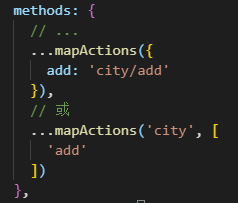 methods: {
  // ...
  ...mapActions({
    add: 'city/add'
  }),
  // 或
  ...mapActions('city', [
    'add'
  ])
},